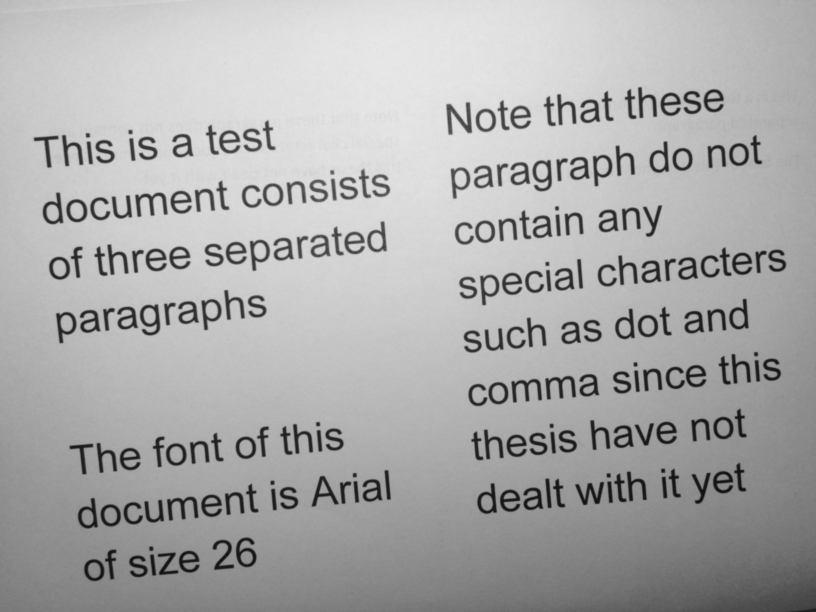 This is a test
document consists
of three separated
paragraphs
The font of this
document is Arial
of size 26
Note that these
paragraph do not
contain any
special characters
such as dot and
comma since this
thesis have not
dealt with it yet